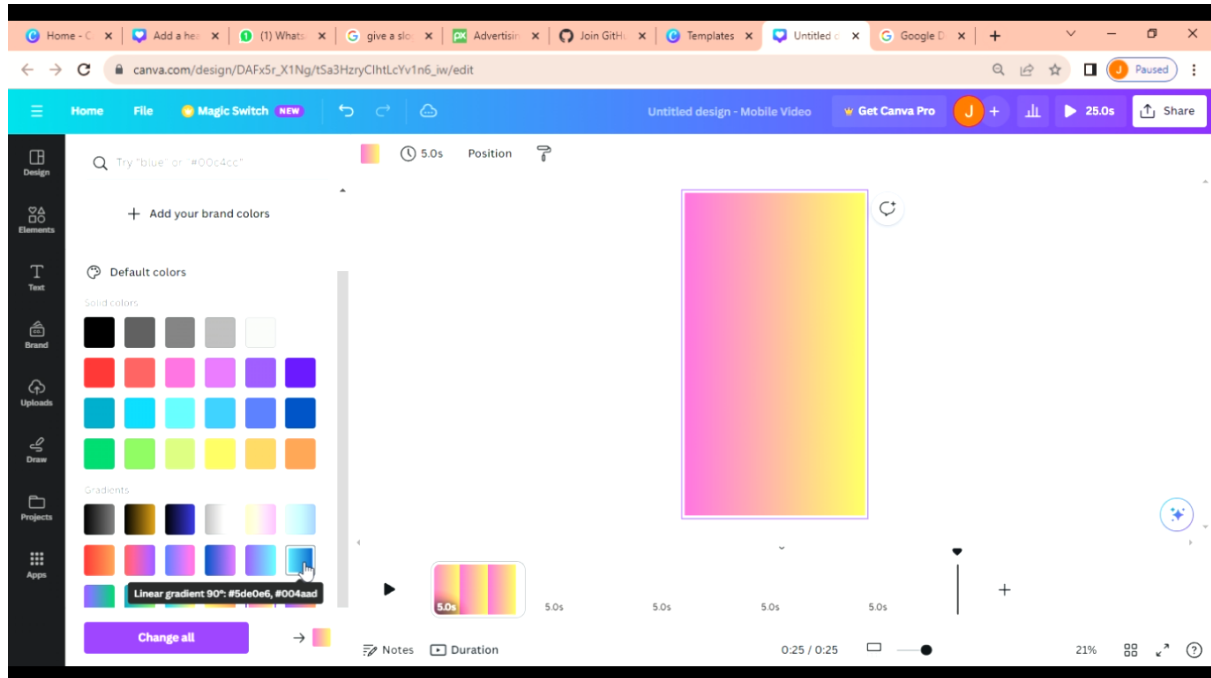 Home - C
Add a hea
(1) Whats
give a slo
Advertisin
Join GitHu
Templates
Untitled d
Google D
canva.com/design/DAFx5r_X1Ng/tSa3HzryClhtLcYv1n6_iw/edit
J Paused
Home File Magic Switch NEW
Untitled design - Mobile Video
Get Canva Pro
J
25.0s
Share
Design
Elements
Text
Brand
Uploads
Draw
Projects
Apps
Try "blue" or "#00c4cc"
Add your brand colors
Default colors
Solid colors
Gradients
Linear gradient 90°: #5de0e6, #004aad
Change all
5.0s Position
5.0s 5.0s 5.0s 5.0s 5.0s
Notes Duration
0:25 / 0:25
21%